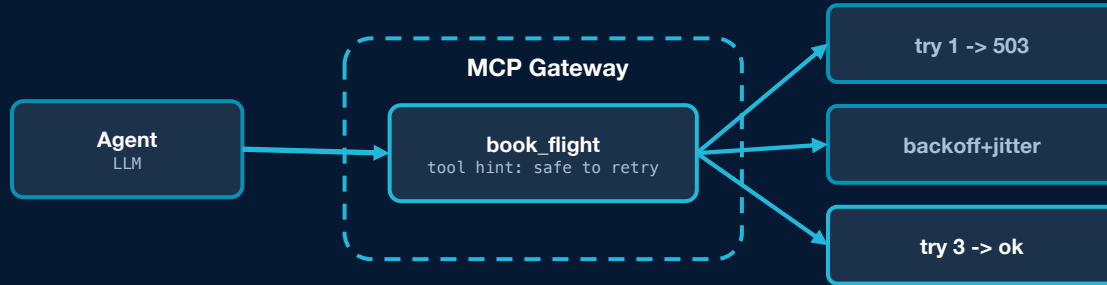 MCP Gateway
Agent
LLM
book_flight
tool hint: safe to retry
try 1 -> 503
backoff+jitter
try 3 -> ok